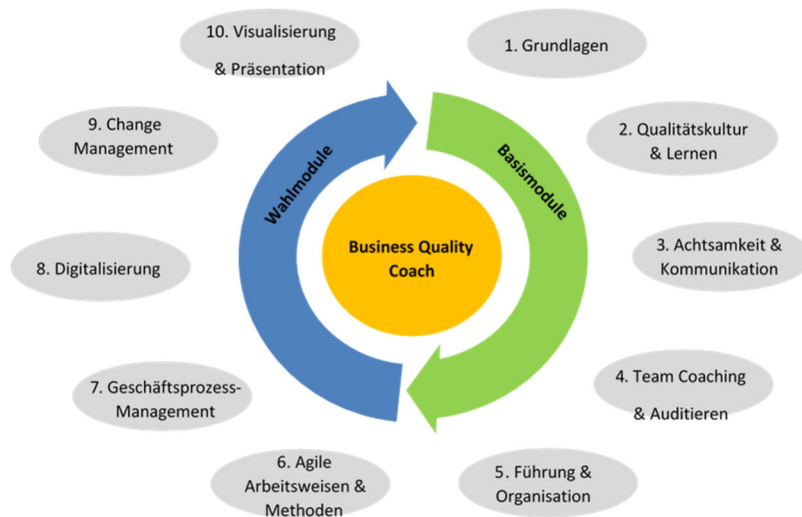 10. Visualisierung
& Präsentation
1. Grundlagen
9. Change
Management
2. Qualitätskultur
& Lernen
Wahlmodule
Basismodule
Business Quality
Coach
8. Digitalisierung
3. Achtsamkeit &
Kommunikation
7. Geschäftsprozess-
Management
4. Team Coaching
& Auditieren
6. Agile
Arbeitsweisen &
Methoden
5. Führung &
Organisation